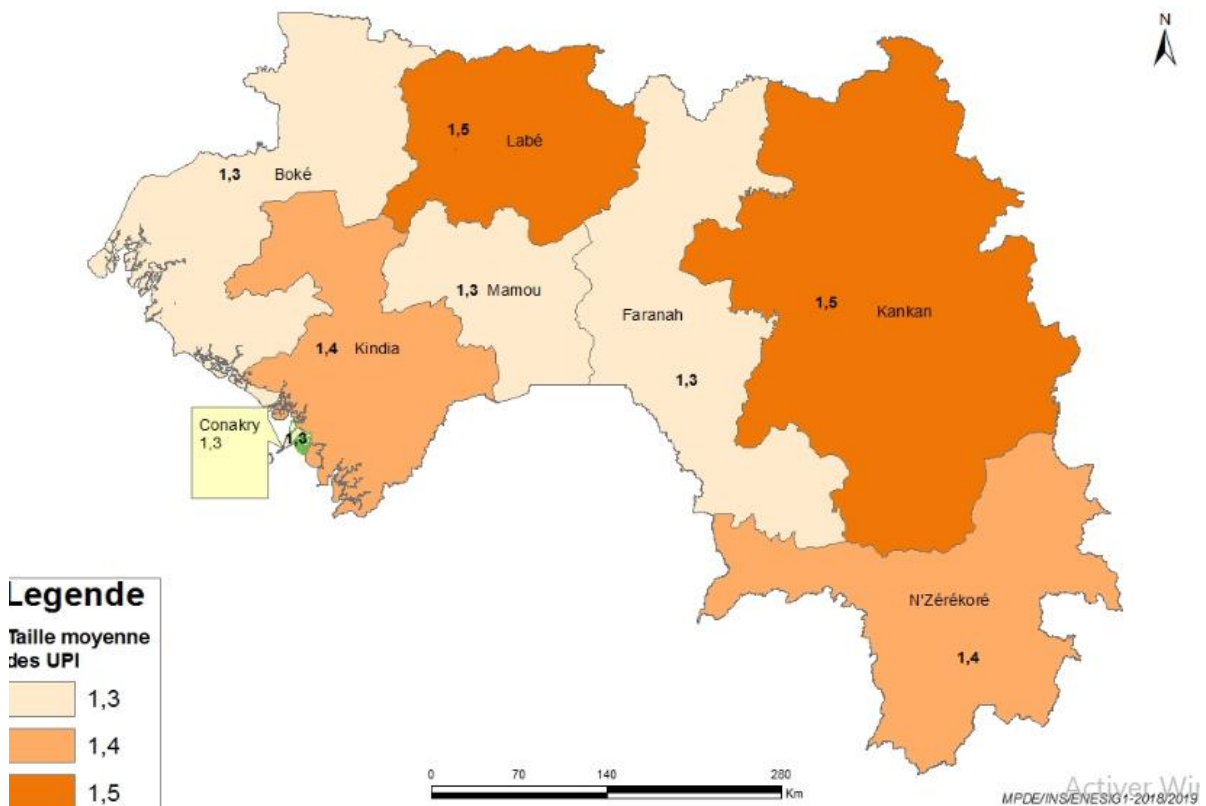 N
1,5
Labé
1,3
Boké
1,3 Mamou
1,5
Kankan
Faranah
1,4 Kindia
1,3
Conakry
1,3
1,3
Legende
Taille moyenne
des UPI
1,3
1,4
1,5
N'Zérékoré
1,4
0 70 140 280
Km
Activer Wi
MPDE/INS/ENESIG1-2018/2019